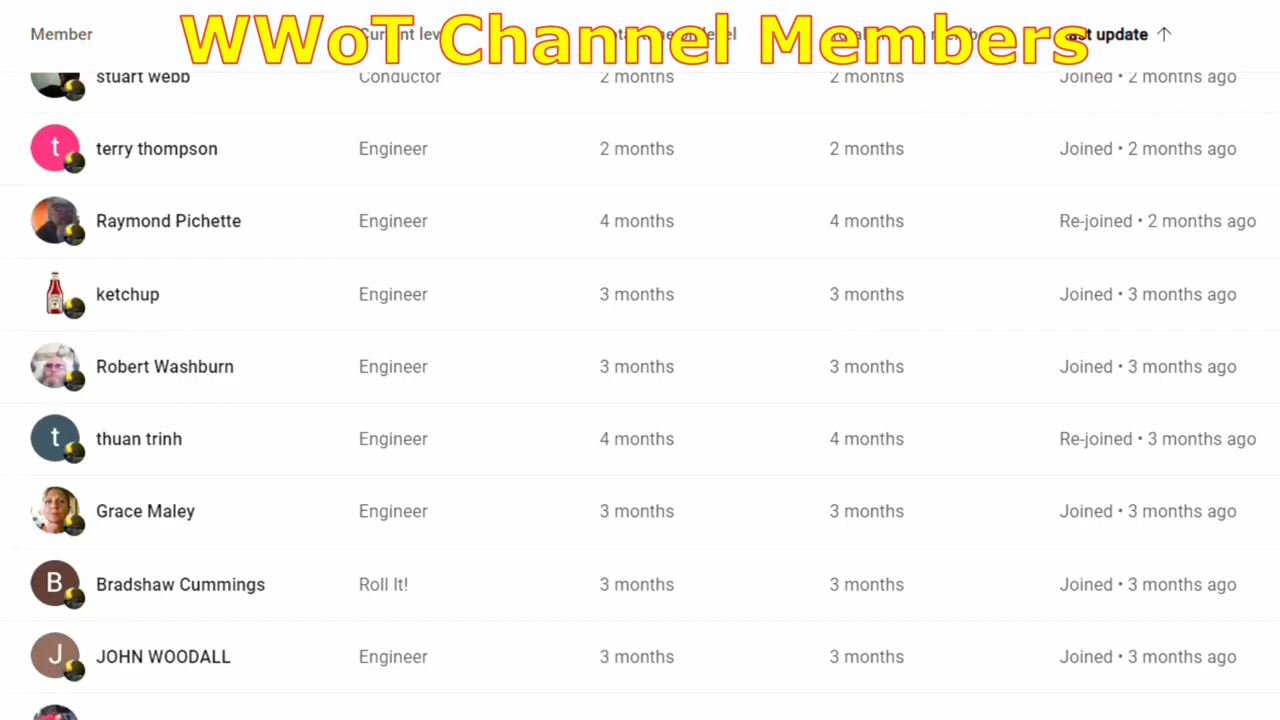 WWoT Channel Members
Member Last update ↑
stuart webb Conductor 2 months 2 months Joined • 2 months ago
t terry thompson Engineer 2 months 2 months Joined • 2 months ago
Raymond Pichette Engineer 4 months 4 months Re-joined • 2 months ago
ketchup Engineer 3 months 3 months Joined • 3 months ago
Robert Washburn Engineer 3 months 3 months Joined • 3 months ago
t thuan trinh Engineer 4 months 4 months Re-joined • 3 months ago
Grace Maley Engineer 3 months 3 months Joined • 3 months ago
B Bradshaw Cummings Roll It! 3 months 3 months Joined • 3 months ago
J JOHN WOODALL Engineer 3 months 3 months Joined • 3 months ago